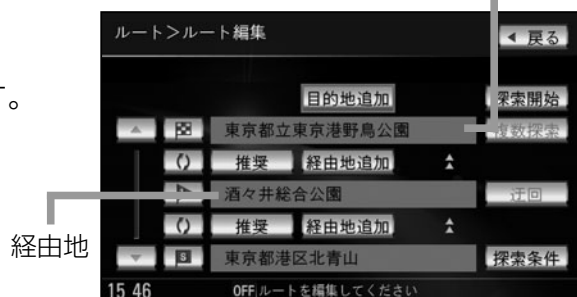 ルート＞ルート編集
◀ 戻る
す。
目的地追加
探索開始
東京都立東京港野鳥公園
複数探索
推奨 経由地追加
酒々井総合公園
迂回
経由地
推奨 経由地追加
S 東京都港区北青山
探索条件
15 46 OFF ルートを編集してください